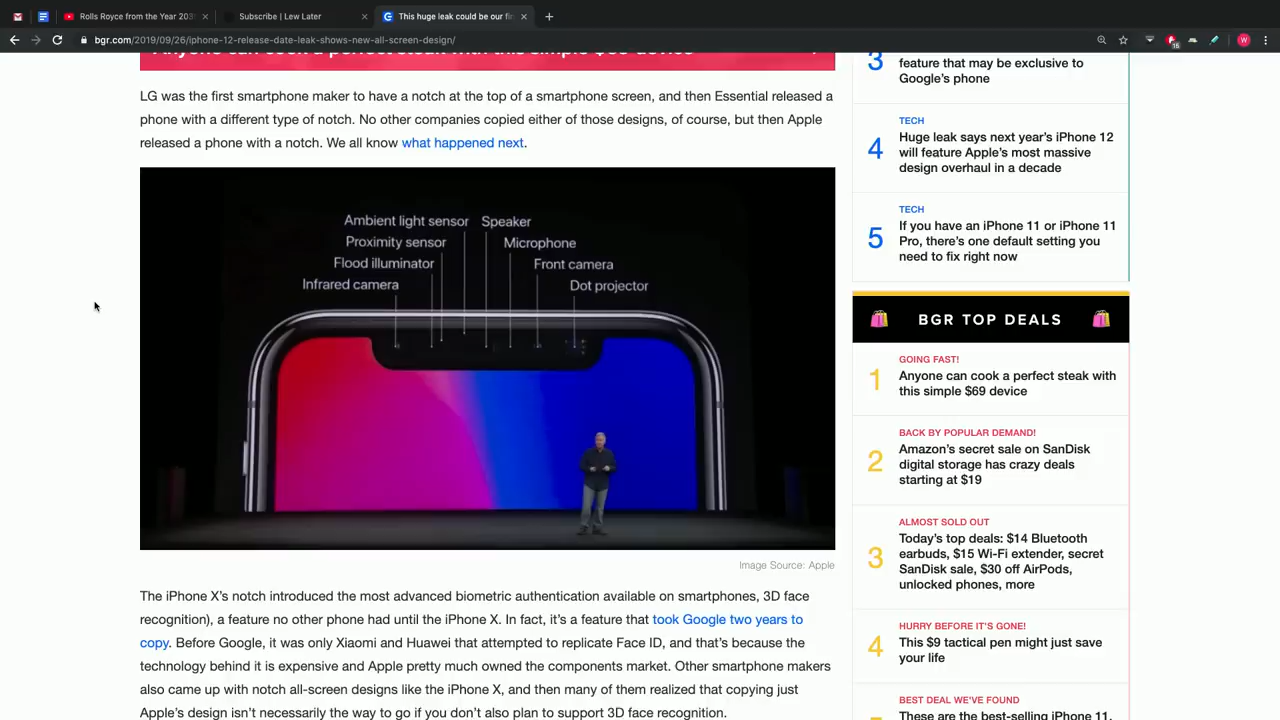 Rolls Royce from the Year 203
Subscribe | Lew Later
This huge leak could be our fir
bgr.com/2019/09/26/iphone-12-release-date-leak-shows-new-all-screen-design/
15
W
LG was the first smartphone maker to have a notch at the top of a smartphone screen, and then Essential released a
phone with a different type of notch. No other companies copied either of those designs, of course, but then Apple
released a phone with a notch. We all know what happened next.
Ambient light sensor
Speaker
Proximity sensor
Microphone
Flood illuminator
Front camera
Infrared camera
Dot projector
Image Source: Apple
The iPhone X's notch introduced the most advanced biometric authentication available on smartphones, 3D face
recognition), a feature no other phone had until the iPhone X. In fact, it's a feature that took Google two years to
copy. Before Google, it was only Xiaomi and Huawei that attempted to replicate Face ID, and that's because the
technology behind it is expensive and Apple pretty much owned the components market. Other smartphone makers
also came up with notch all-screen designs like the iPhone X, and then many of them realized that copying just
Apple's design isn't necessarily the way to go if you don't also plan to support 3D face recognition.
3
feature that may be exclusive to
Google's phone
TECH
4
Huge leak says next year's iPhone 12
will feature Apple's most massive
design overhaul in a decade
TECH
5
If you have an iPhone 11 or iPhone 11
Pro, there's one default setting you
need to fix right now
BGR TOP DEALS
GOING FAST!
1
Anyone can cook a perfect steak with
this simple $69 device
BACK BY POPULAR DEMAND!
2
Amazon's secret sale on SanDisk
digital storage has crazy deals
starting at $19
ALMOST SOLD OUT
3
Today's top deals: $14 Bluetooth
earbuds, $15 Wi-Fi extender, secret
SanDisk sale, $30 off AirPods,
unlocked phones, more
HURRY BEFORE IT'S GONE!
4
This $9 tactical pen might just save
your life
BEST DEAL WE'VE FOUND
These are the best-selling iPhone 11,